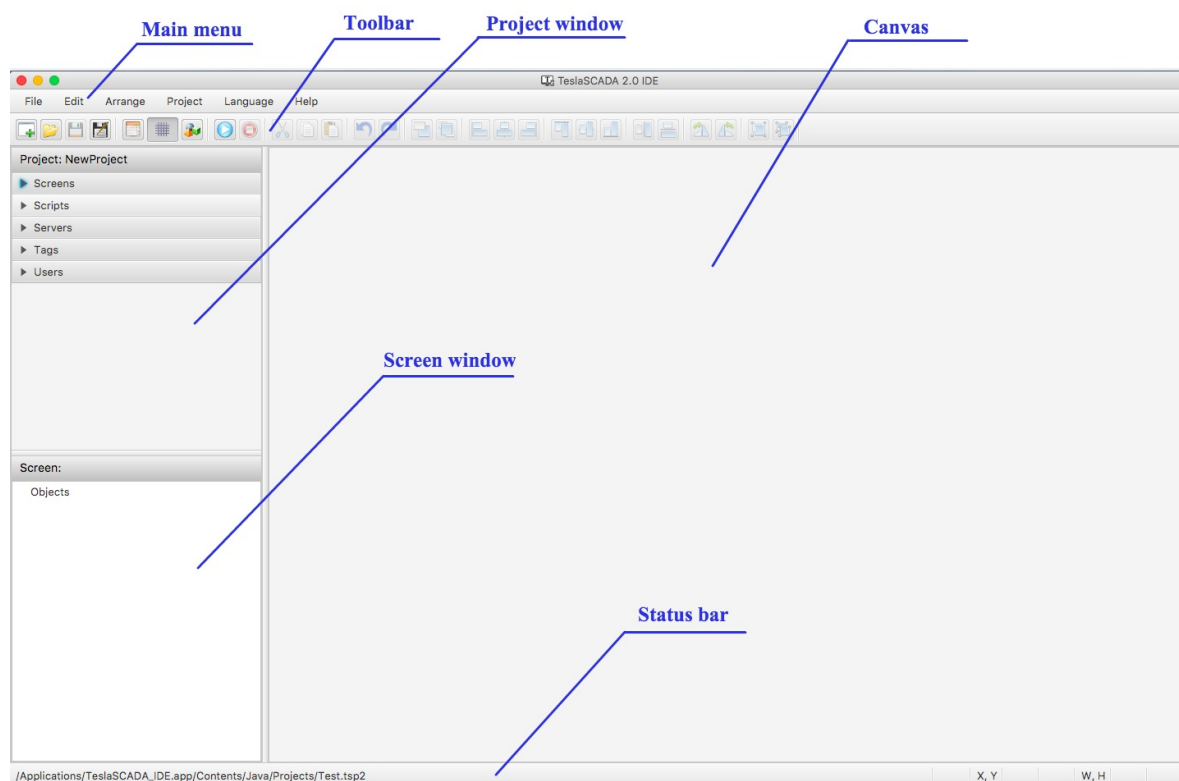 Main menu
Toolbar
Project window
Canvas
TeslaSCADA 2.0 IDE
File Edit Arrange Project Language Help
Project: NewProject
Screens
Scripts
Servers
Tags
Users
Screen window
Screen:
Objects
Status bar
/Applications/TeslaSCADA_IDE.app/Contents/Java/Projects/Test.tsp2 X, Y W, H